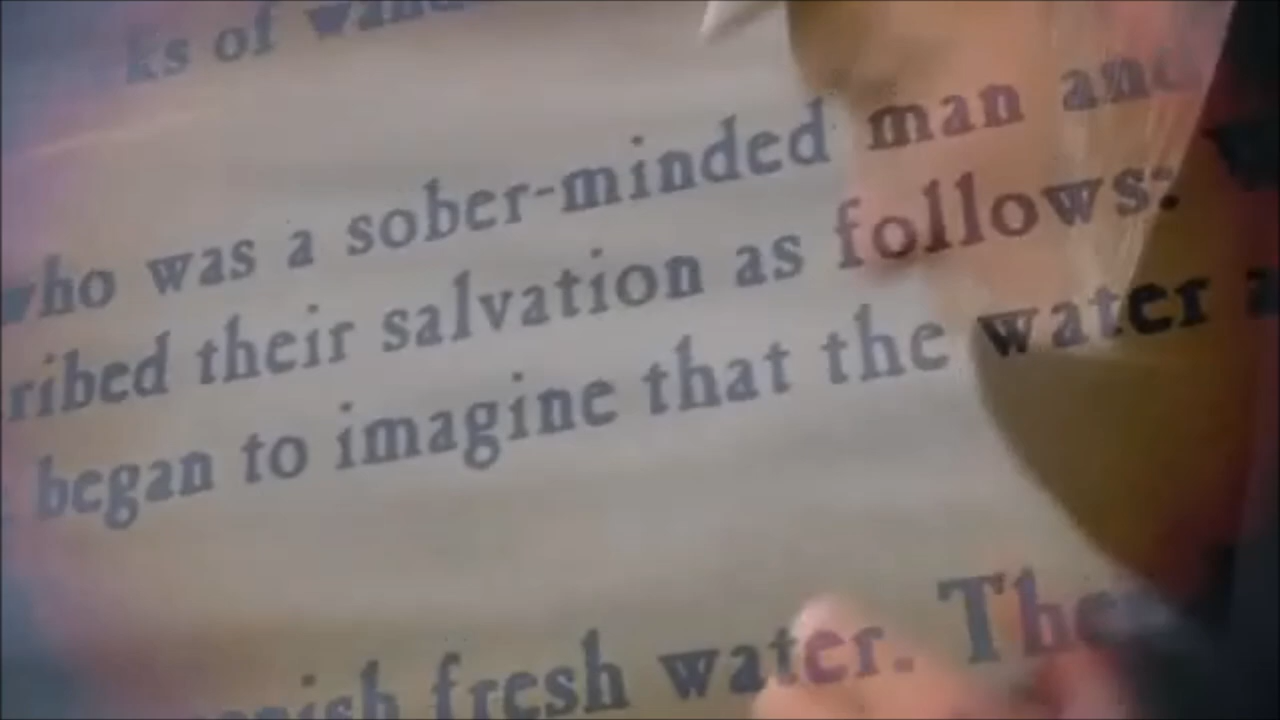 ks of
who was a sober-minded man and
ribed their salvation as follows:
began to imagine that the water a
nish fresh water. The